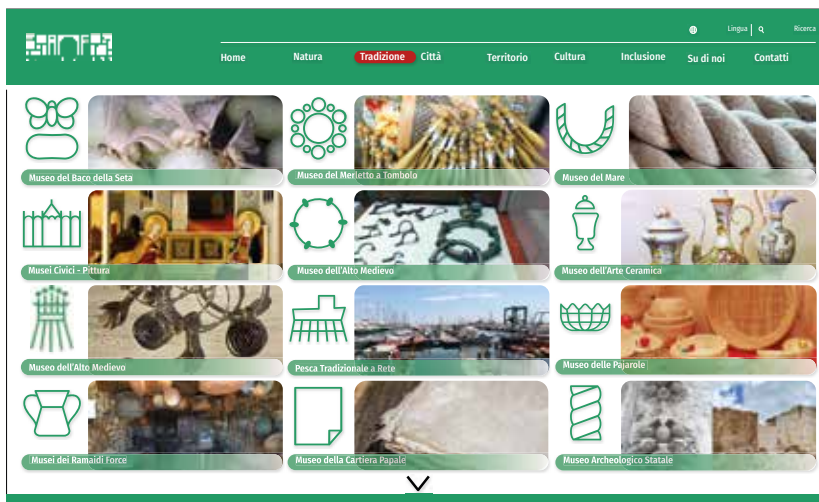 Lingua
Ricerca
Home
Natura
Tradizione
Città
Territorio
Cultura
Inclusione
Su di noi
Contatti
Museo del Baco della Seta
Museo del Merletto a Tombolo
Museo del Mare
Musei Civici - Pittura
Museo dell'Alto Medievo
Museo dell'Arte Ceramica
Museo dell'Alto Medievo
Pesca Tradizionale a Rete
Museo delle Pajarole
Musei dei Ramaidi Force
Museo della Cartiera Papale
Museo Archeologico Statale